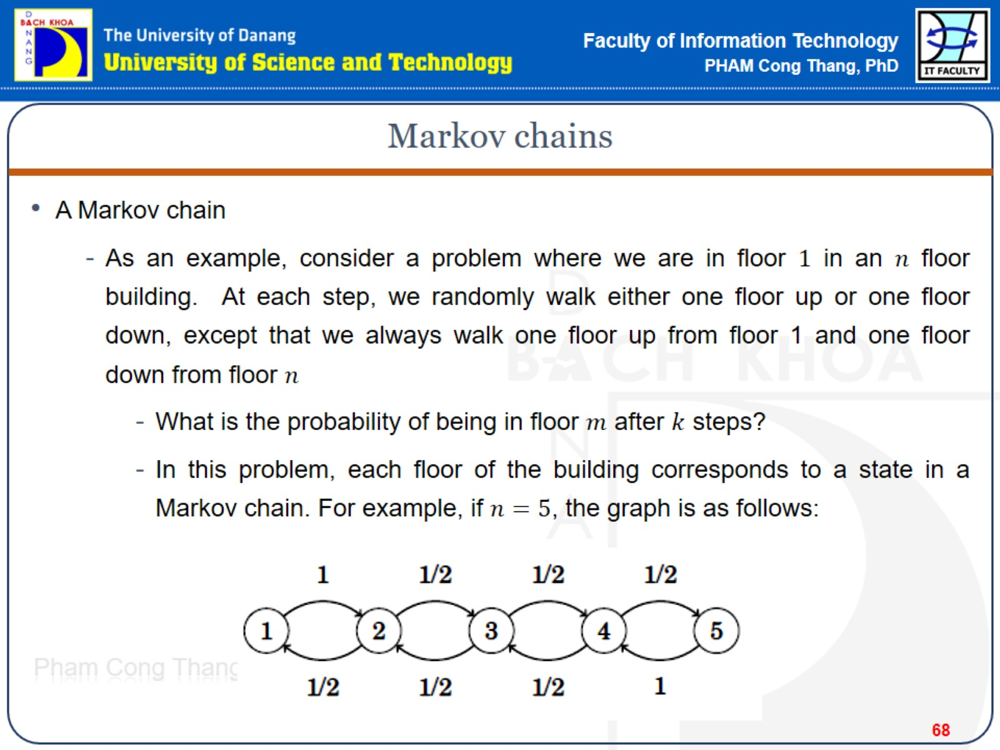 D
BACH KHOA
N
A
N
G
The University of Danang
University of Science and Technology
Faculty of Information Technology
PHAM Cong Thang, PhD
IT FACULTY
Markov chains
• A Markov chain
- As an example, consider a problem where we are in floor 1 in an n floor
building. At each step, we randomly walk either one floor up or one floor
down, except that we always walk one floor up from floor 1 and one floor
down from floor n
- What is the probability of being in floor m after k steps?
- In this problem, each floor of the building corresponds to a state in a
Markov chain. For example, if n = 5, the graph is as follows:
1 1/2 1/2 1/2
1 2 3 4 5
1/2 1/2 1/2 1
D
BACH KHOA
N
A
Pham Cong Thang
68